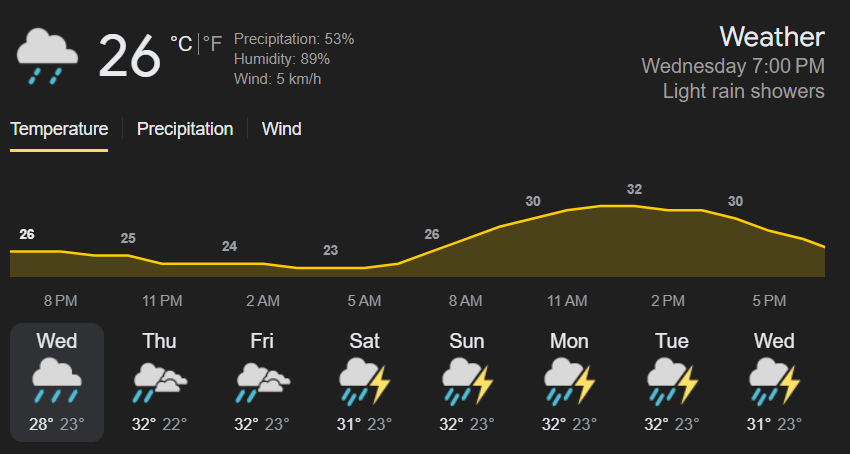 26 °C | °F
Precipitation: 53%
Humidity: 89%
Wind: 5 km/h
Weather
Wednesday 7:00 PM
Light rain showers
Temperature
Precipitation
Wind
26 25 24 23 26 30 32 30
8 PM 11 PM 2 AM 5 AM 8 AM 11 AM 2 PM 5 PM
Wed Thu Fri Sat Sun Mon Tue Wed
28° 23° 32° 22° 32° 23° 31° 23° 32° 23° 32° 23° 32° 23° 31° 23°